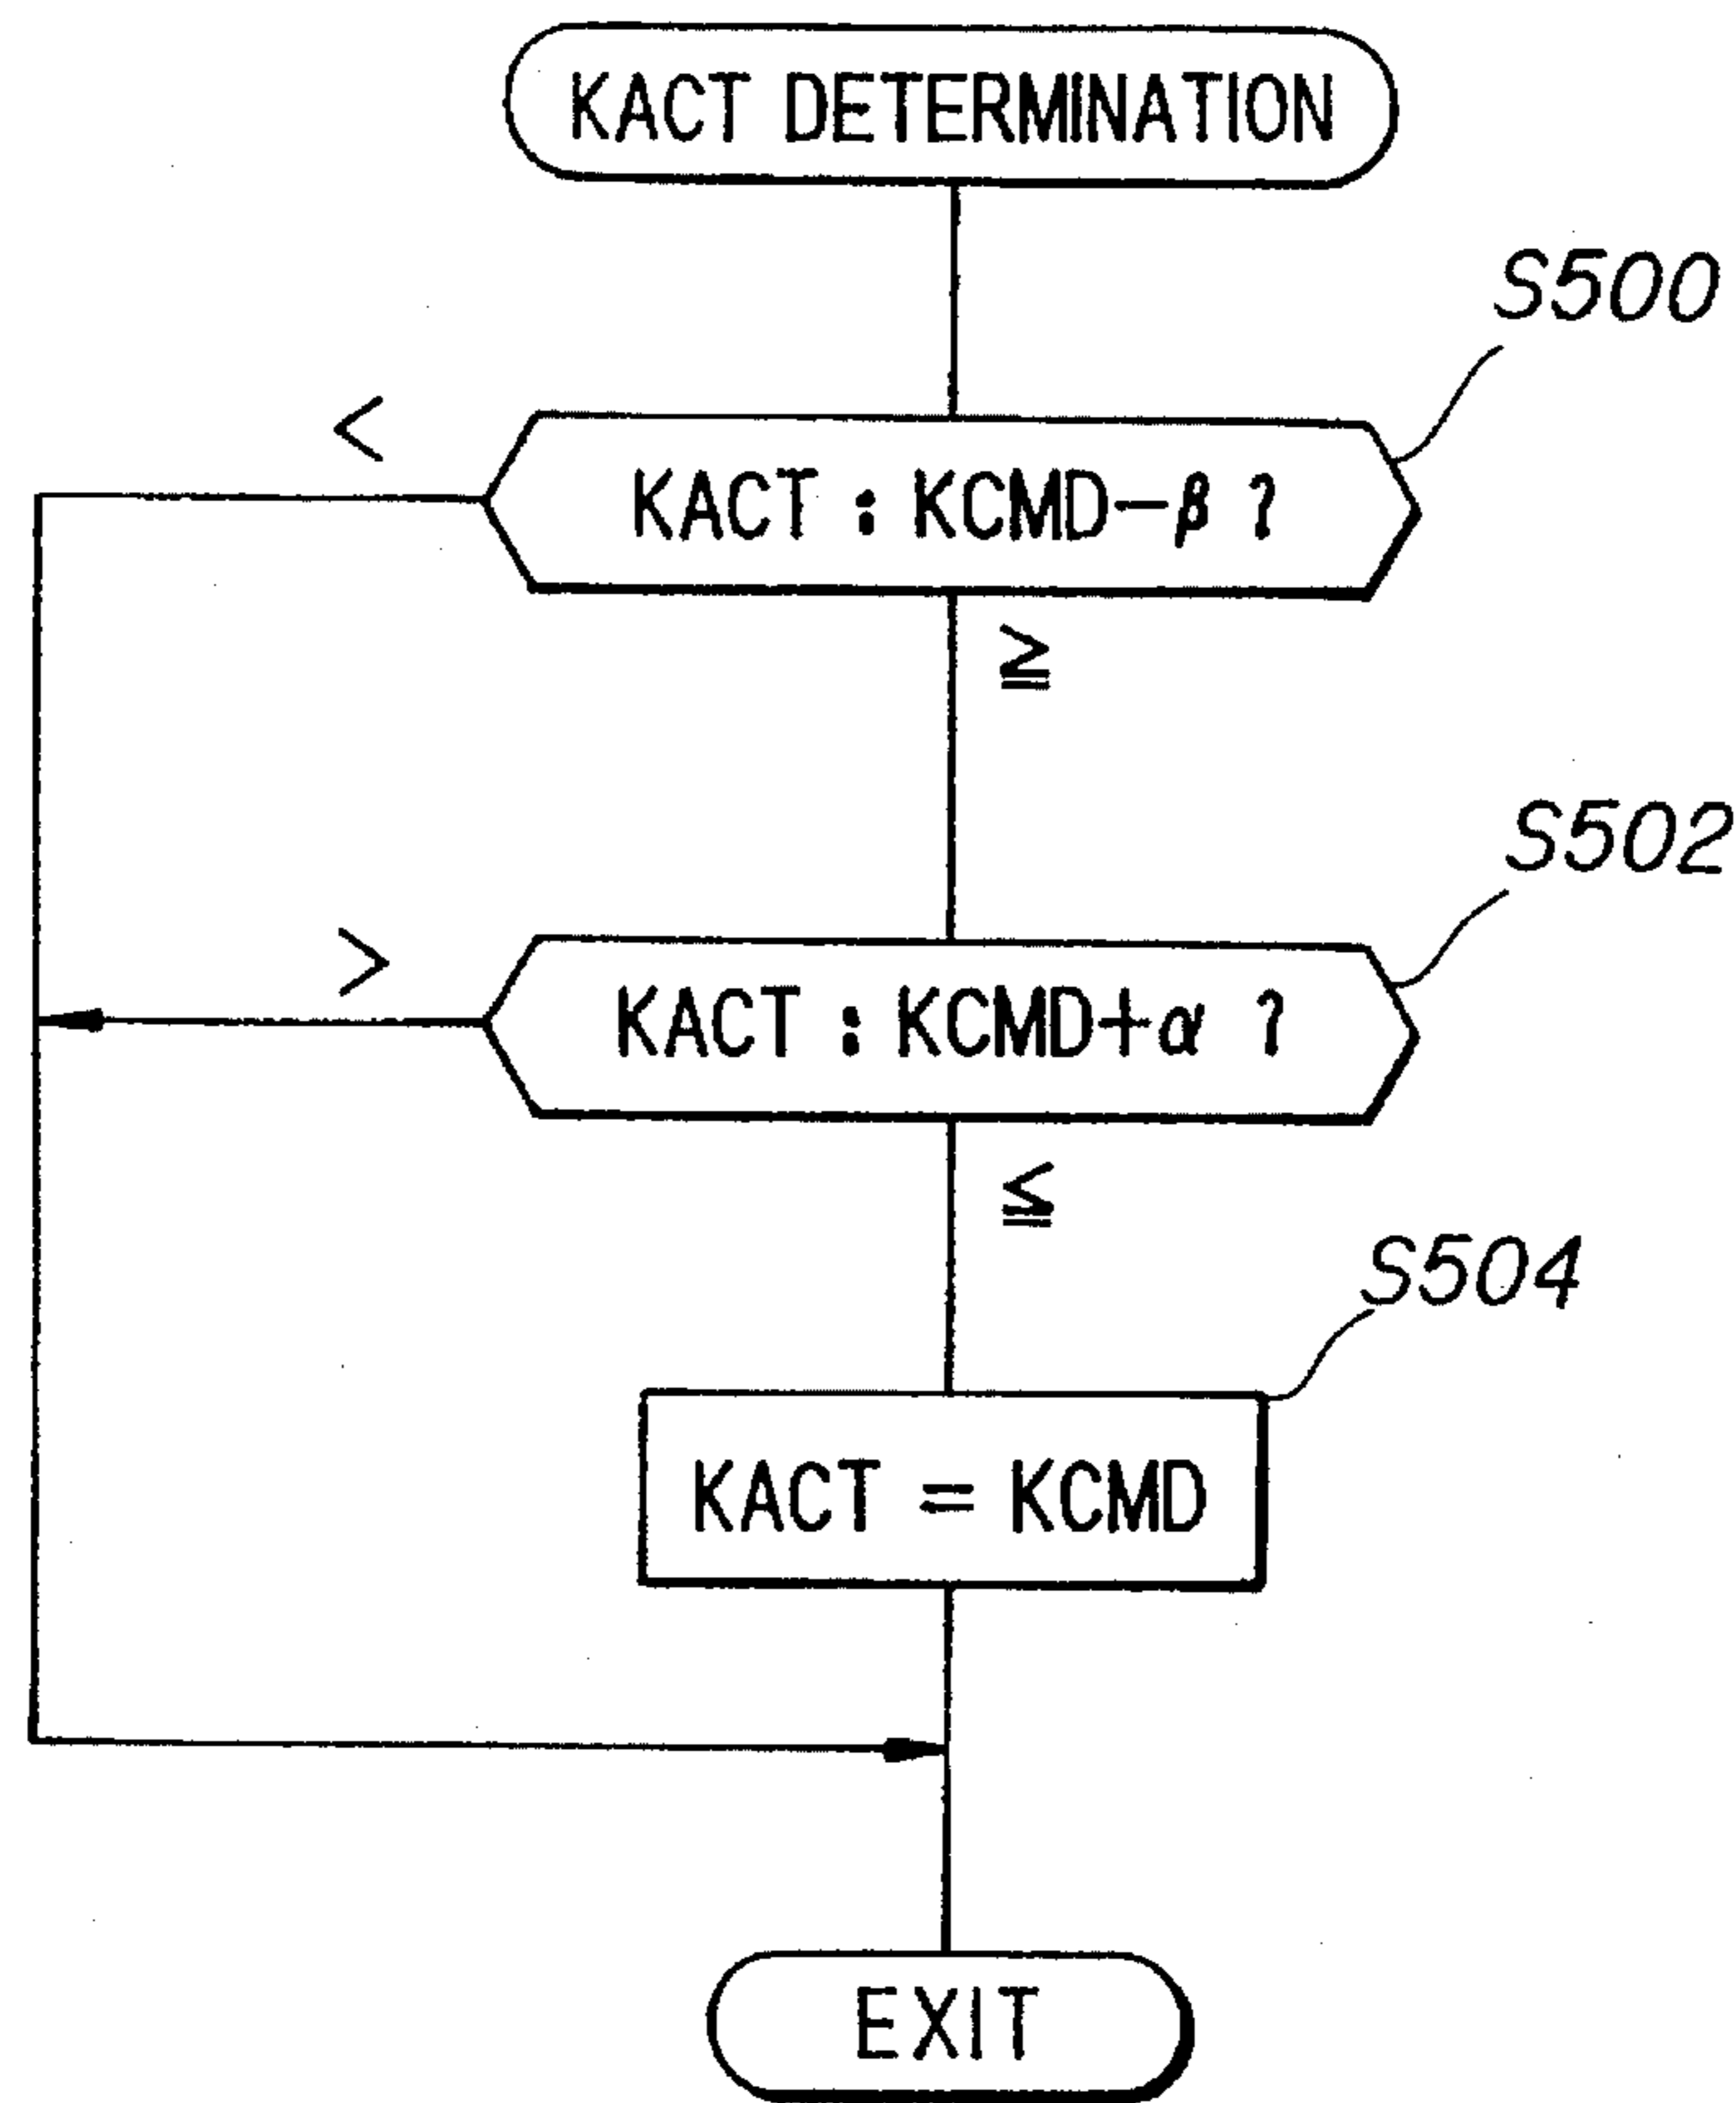 KACT DETERMINATION
S500
<
KACT : KCMD-β ?
≧
S502
>
KACT : KCMD+α ?
≦
S504
KACT = KCMD
EXIT